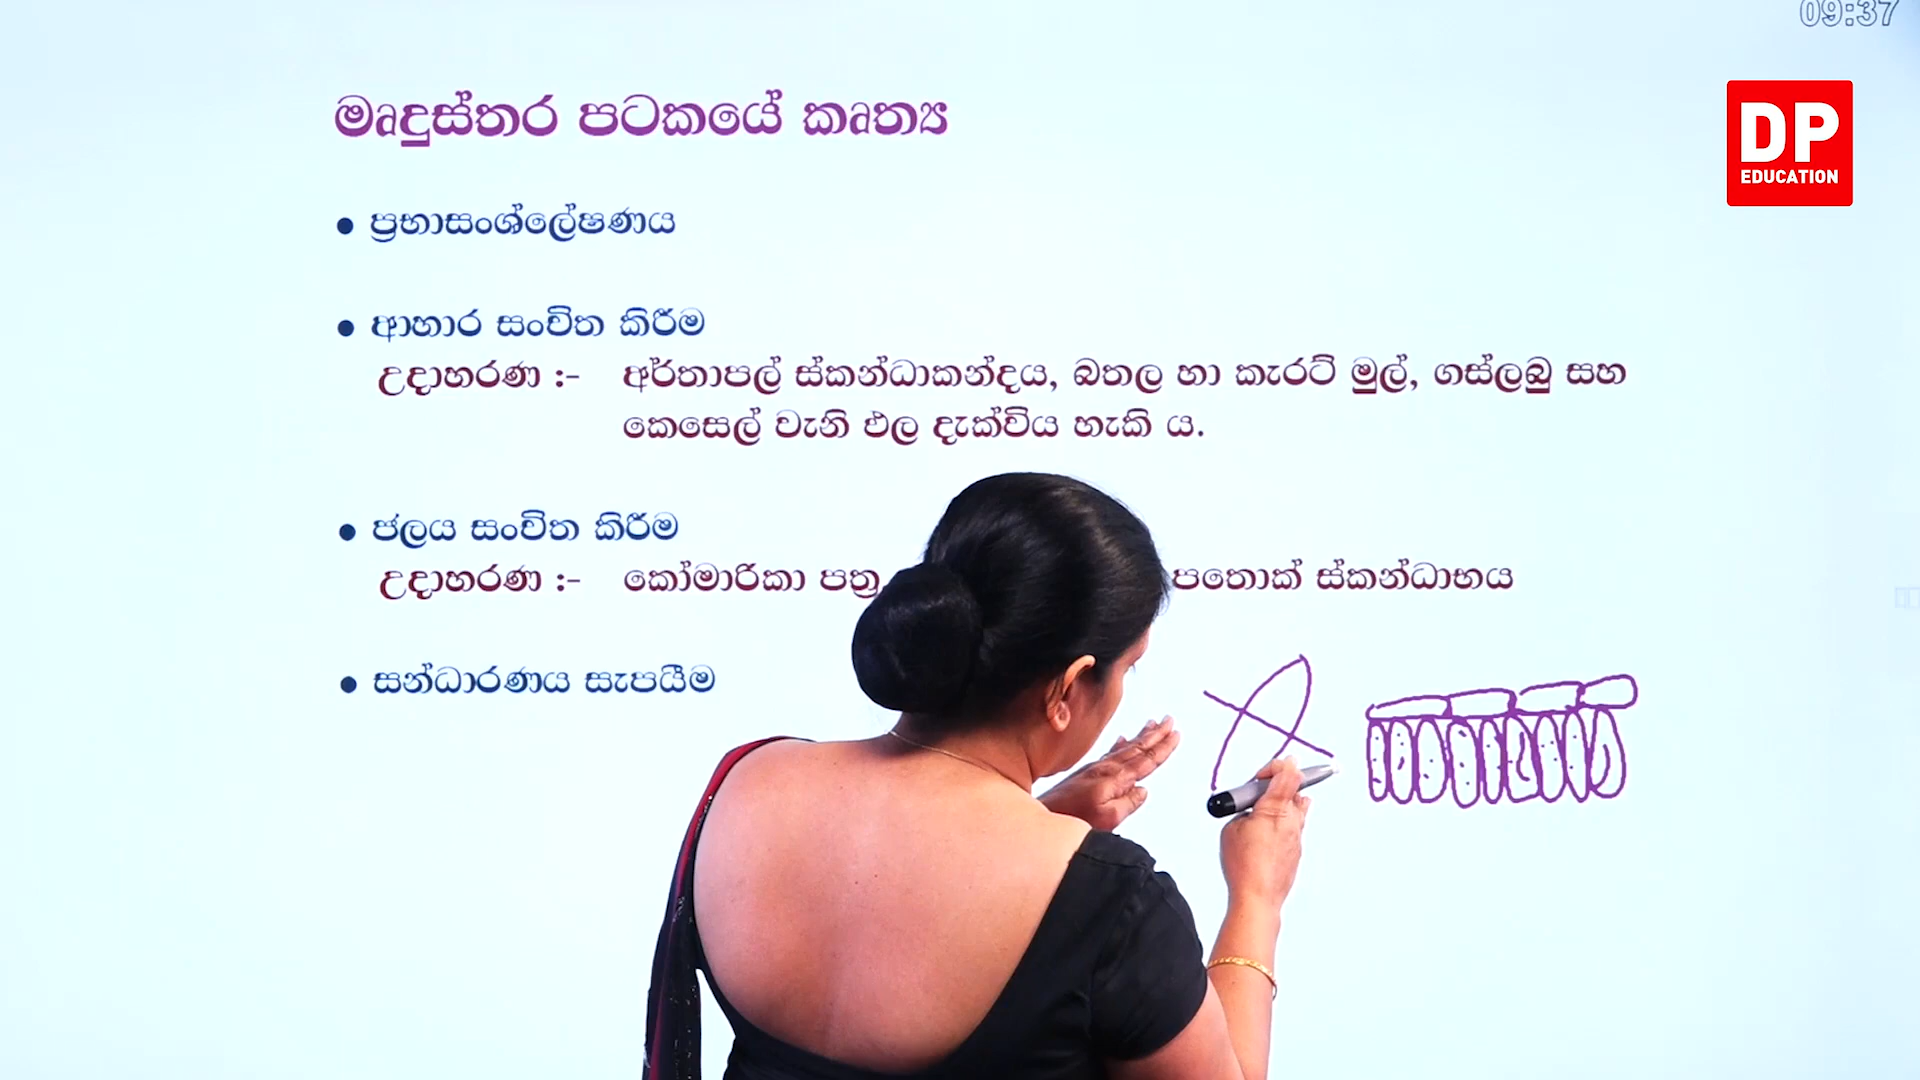 09:37
මෘදුස්තර පටකයේ කෘත්‍ය
DP
EDUCATION
• ප්‍රභාසංශ්ලේෂණය
• ආහාර සංචිත කිරීම
උදාහරණ :- අර්තාපල් ස්කන්ධාකන්දය, බතල හා කැරට් මුල්, ගස්ලබු සහ
කෙසෙල් වැනි ඵල දැක්විය හැකි ය.
• ජලය සංචිත කිරීම
උදාහරණ :- කෝමාරිකා පත්‍ර පතොක් ස්කන්ධාභය
• සන්ධාරණය සැපයීම